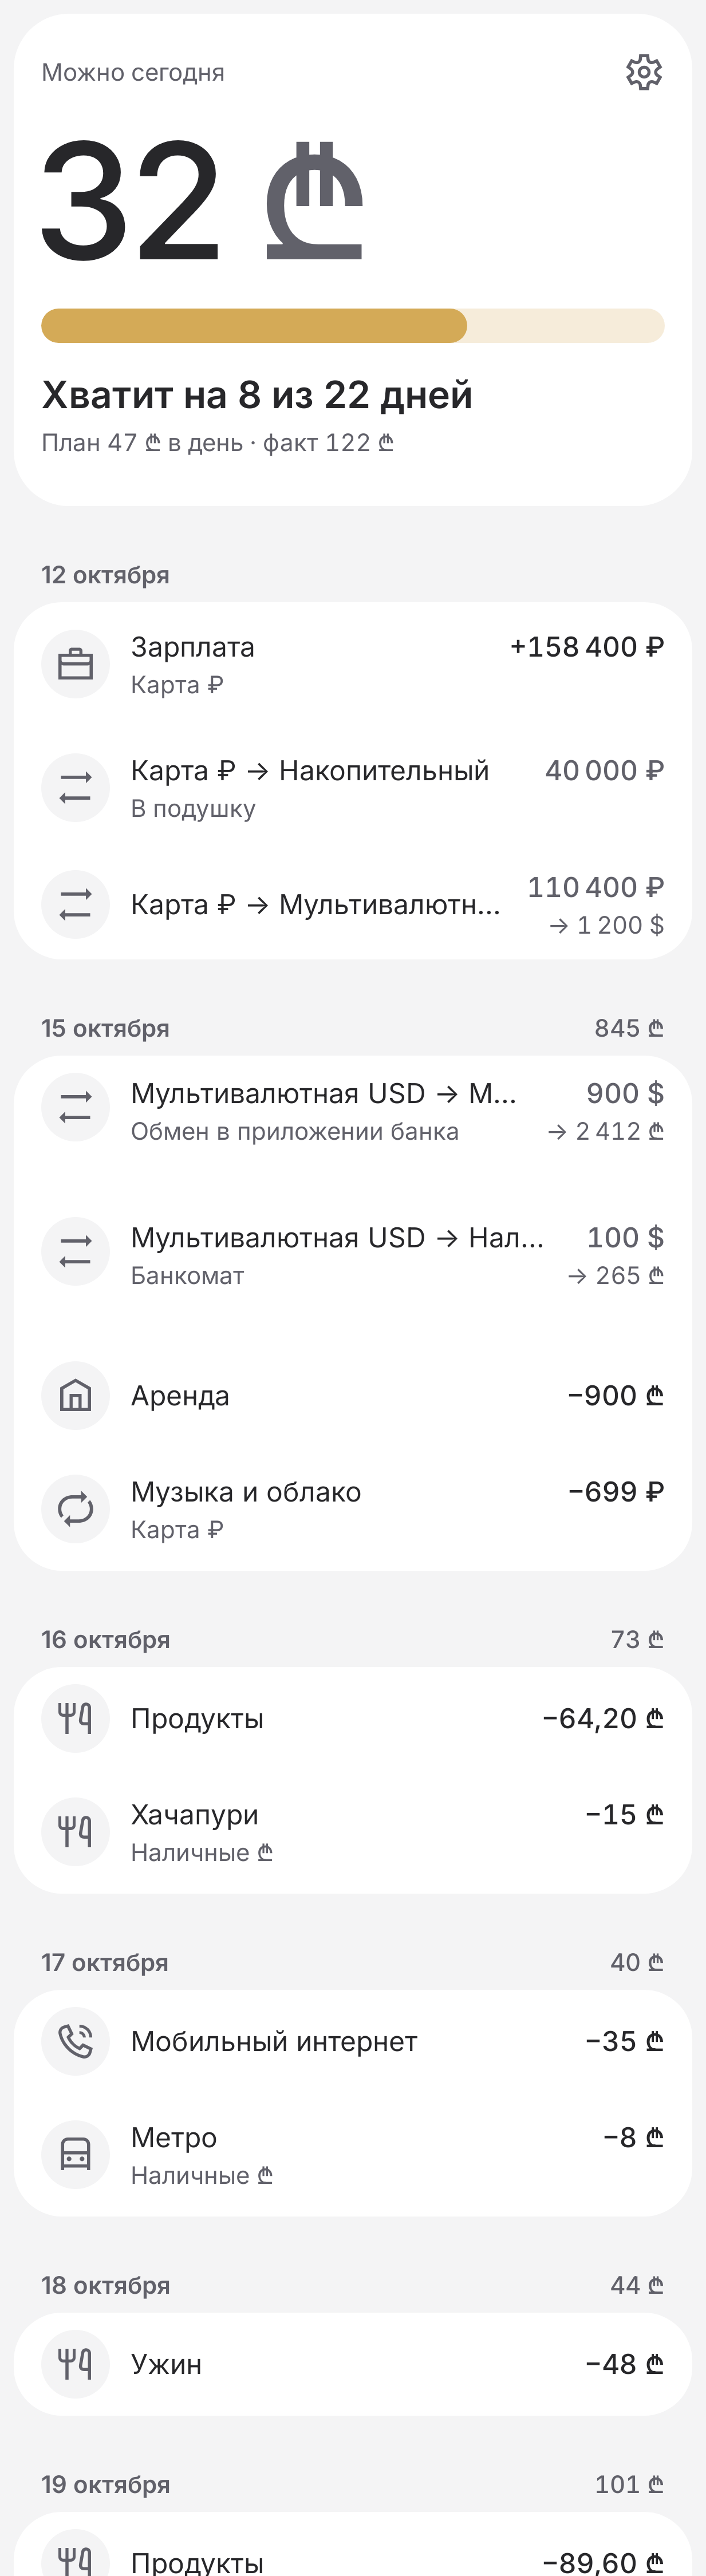 Можно сегодня
32 ₾
Хватит на 8 из 22 дней
План 47 ₾ в день · факт 122 ₾
12 октября
Зарплата +158 400 ₽
Карта ₽
Карта ₽ → Накопительный 40 000 ₽
В подушку
Карта ₽ → Мультивалютн... 110 400 ₽
→ 1 200 $
15 октября 845 ₾
Мультивалютная USD → М... 900 $
Обмен в приложении банка → 2 412 ₾
Мультивалютная USD → Нал... 100 $
Банкомат → 265 ₾
Аренда −900 ₾
Музыка и облако −699 ₽
Карта ₽
16 октября 73 ₾
Продукты −64,20 ₾
Хачапури −15 ₾
Наличные ₾
17 октября 40 ₾
Мобильный интернет −35 ₾
Метро −8 ₾
Наличные ₾
18 октября 44 ₾
Ужин −48 ₾
19 октября 101 ₾
Продукты −89,60 ₾